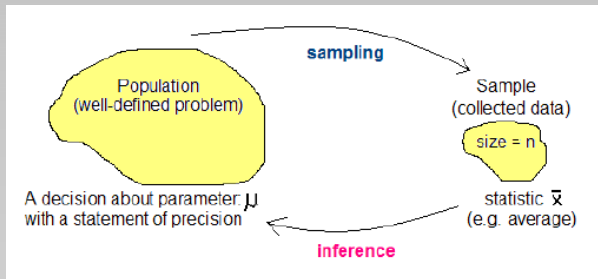 sampling
Population
(well-defined problem)
Sample
(collected data)
size = n
A decision about parameter: μ
with a statement of precision
statistic x̄
(e.g. average)
inference